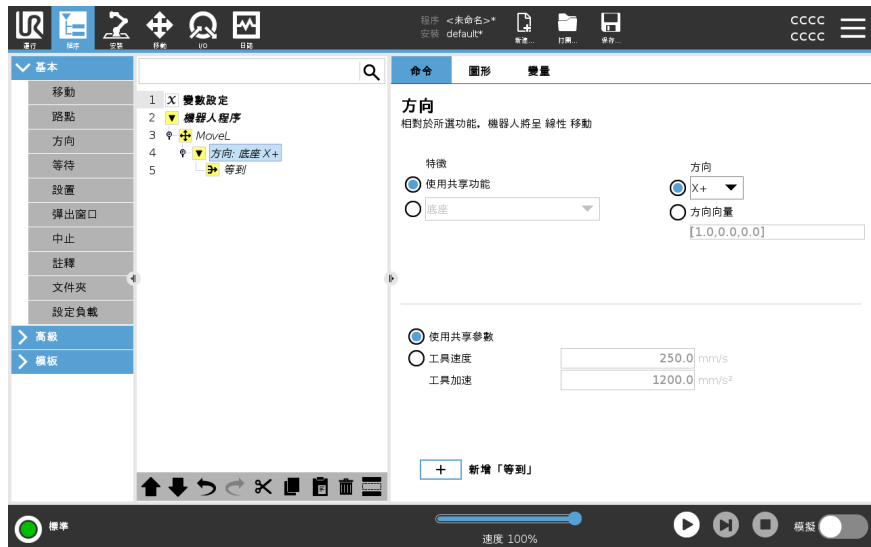 程序 <未命名>*
安裝 default*
cccc
cccc
運行
程序
安裝
移動
I/O
日誌
新建...
打開...
保存...
基本
移動
路點
方向
等待
設置
彈出窗口
中止
註釋
文件夾
設定負載
高級
模板
1 X 變數設定
2 機器人程序
3 MoveL
4 方向: 底座 X+
5 等到
命令 圖形 變量
方向
相對於所選功能，機器人將呈 線性 移動
特徵
使用共享功能
底座
方向
X+
方向向量
[1.0,0.0,0.0]
使用共享參數
工具速度 250.0 mm/s
工具加速 1200.0 mm/s²
+ 新增「等到」
標準
速度 100%
模擬